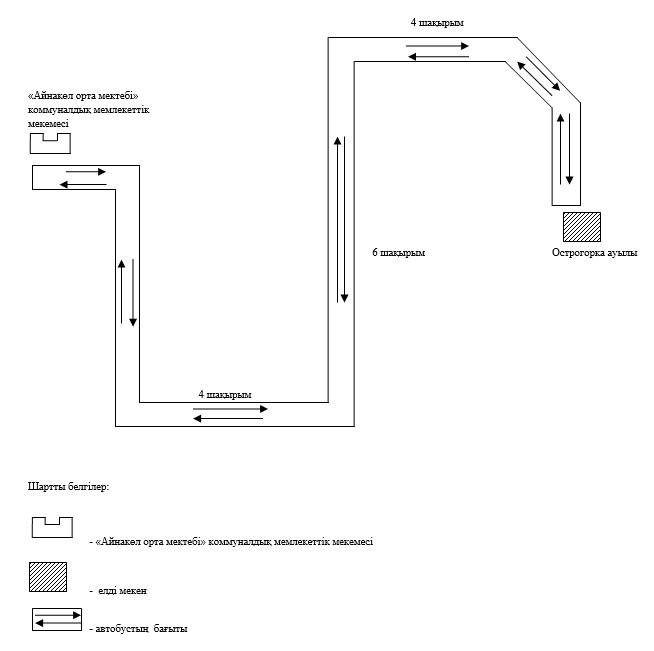 4 шақырым
«Айнакөл орта мектебі»
коммуналдық мемлекеттік
мекемесі
6 шақырым
Острогорка ауылы
4 шақырым
Шартты белгілер:
- «Айнакөл орта мектебі» коммуналдық мемлекеттік мекемесі
- елді мекен
- автобустың бағыты